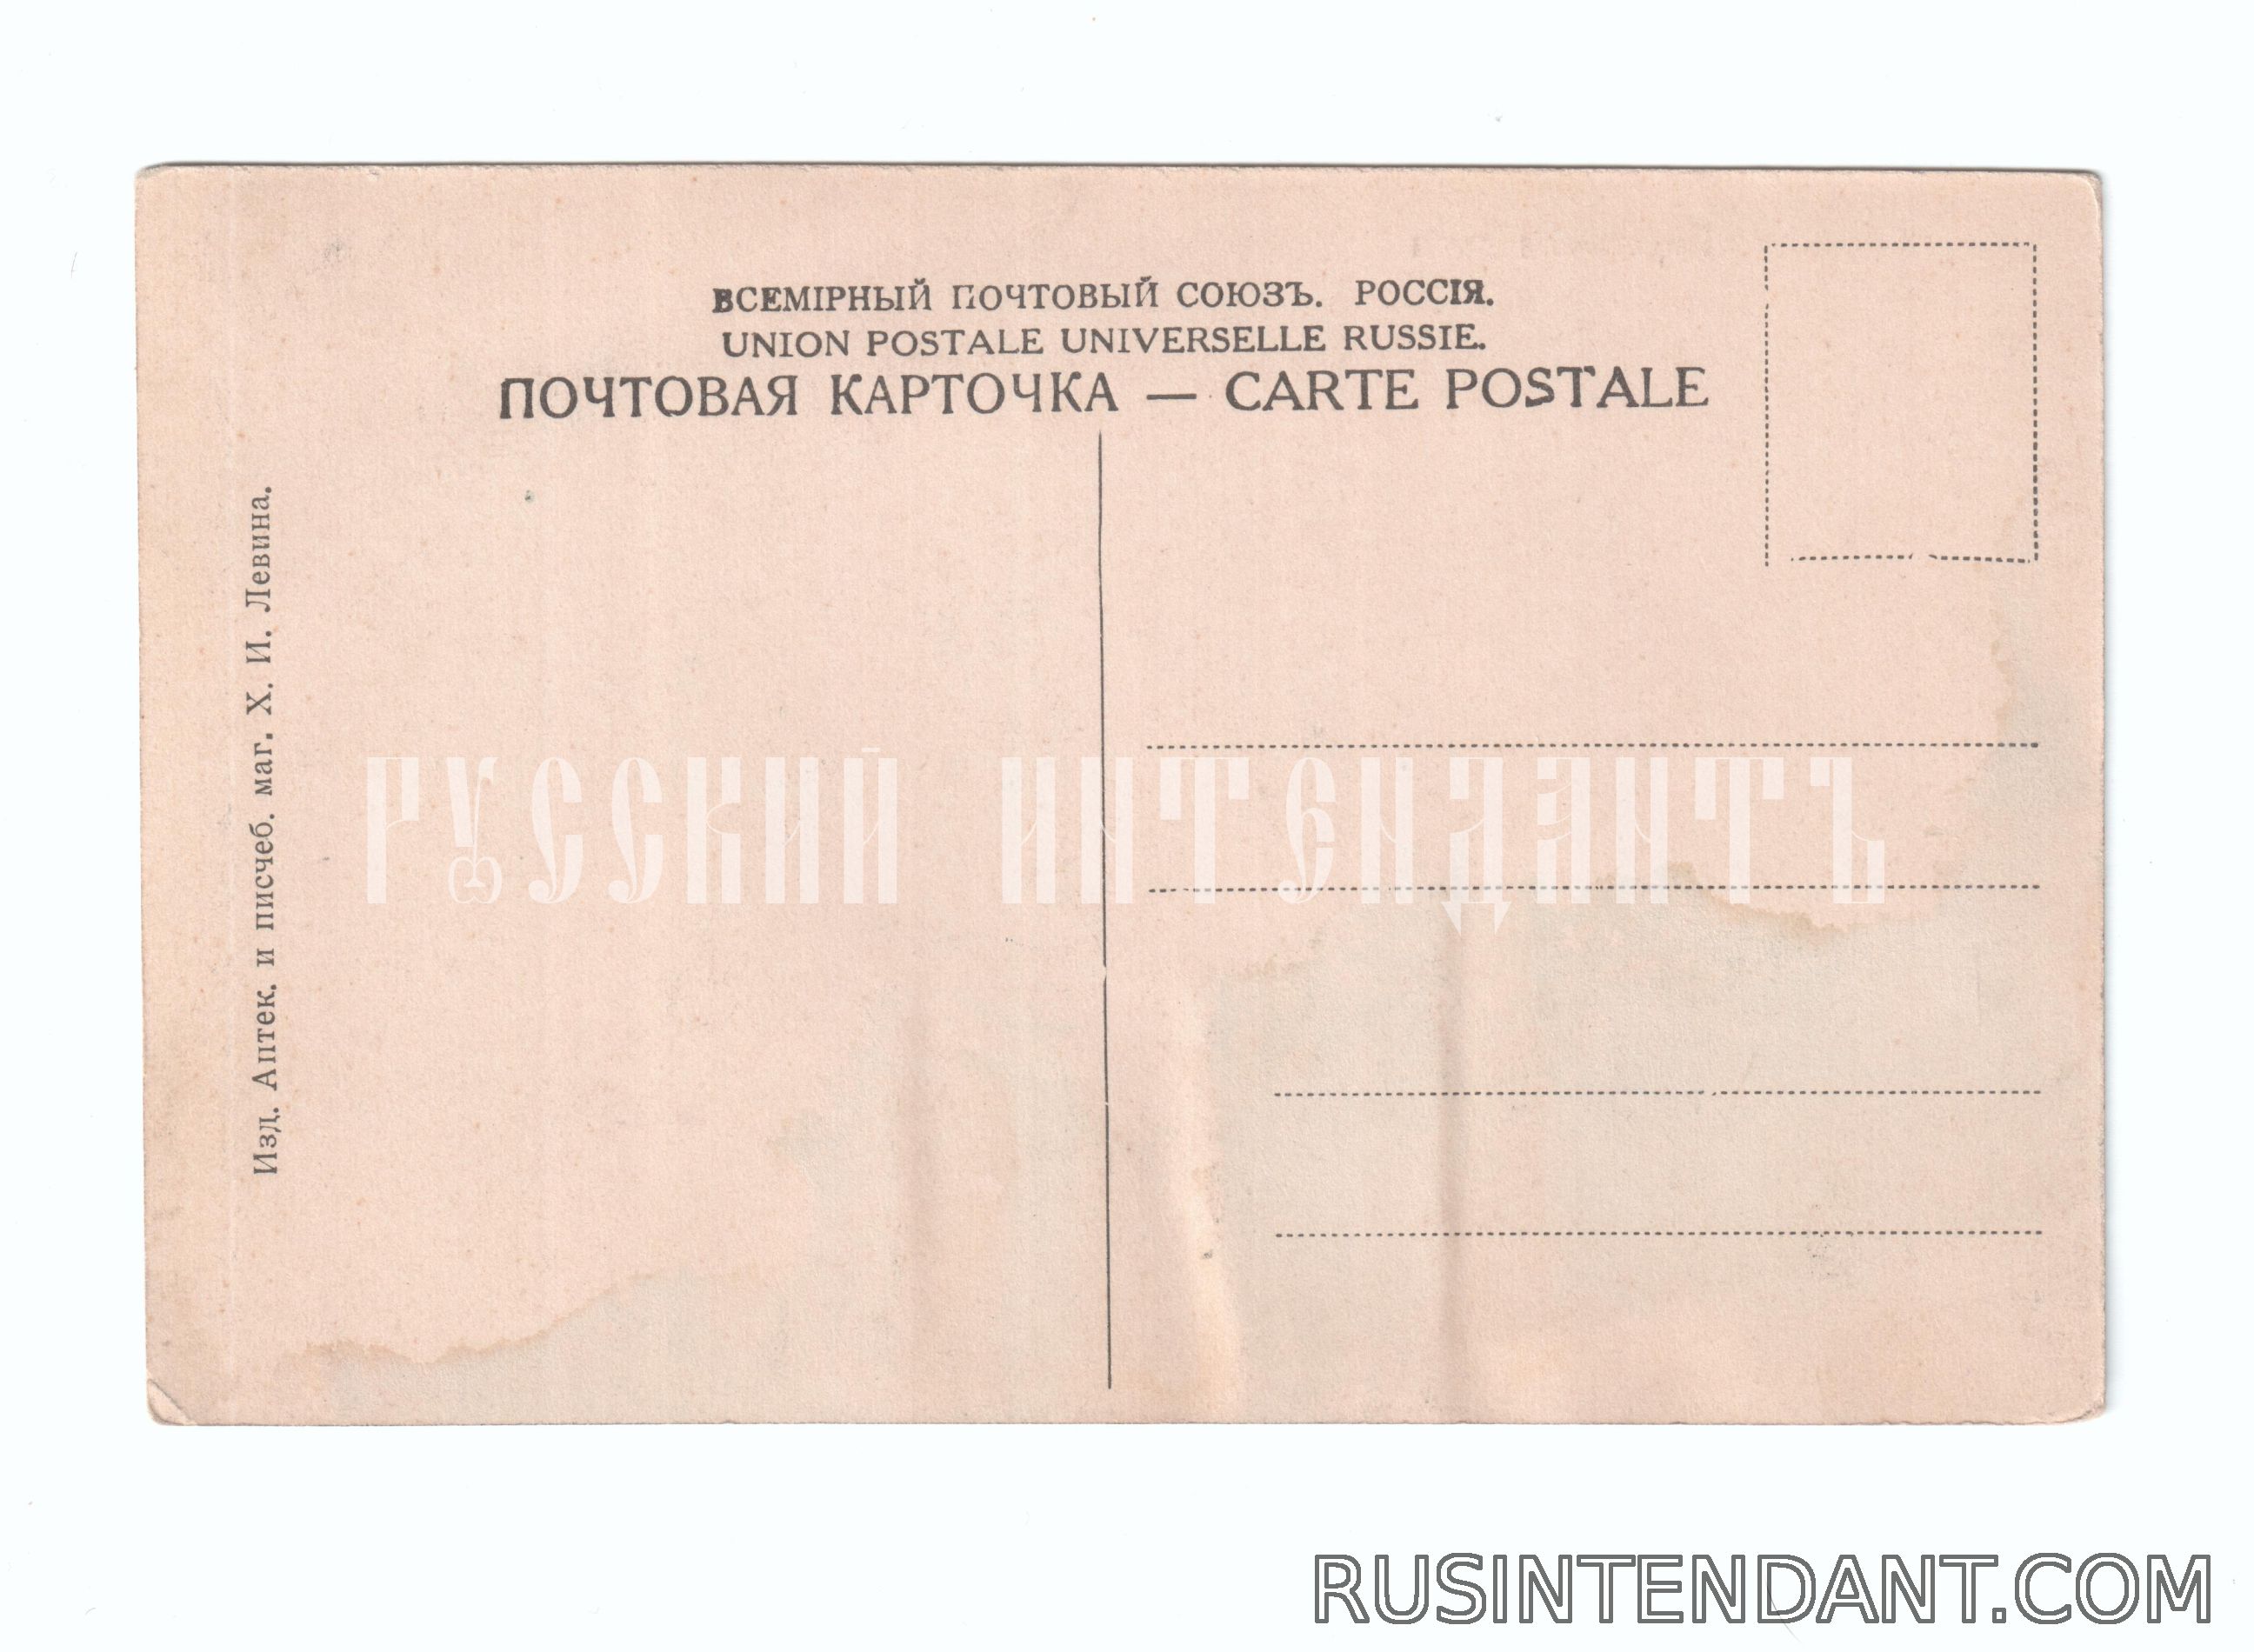 ВСЕМІРНЫЙ ПОЧТОВЫЙ СОЮЗЪ. РОССІЯ.
UNION POSTALE UNIVERSELLE RUSSIE.
ПОЧТОВАЯ КАРТОЧКА — CARTE POSTALE
Изд. Аптек. и писчеб. маг. Х. И. Левина.
РУССКИЙ ИНТЕНДАНТЪ
RUSINTENDANT.COM